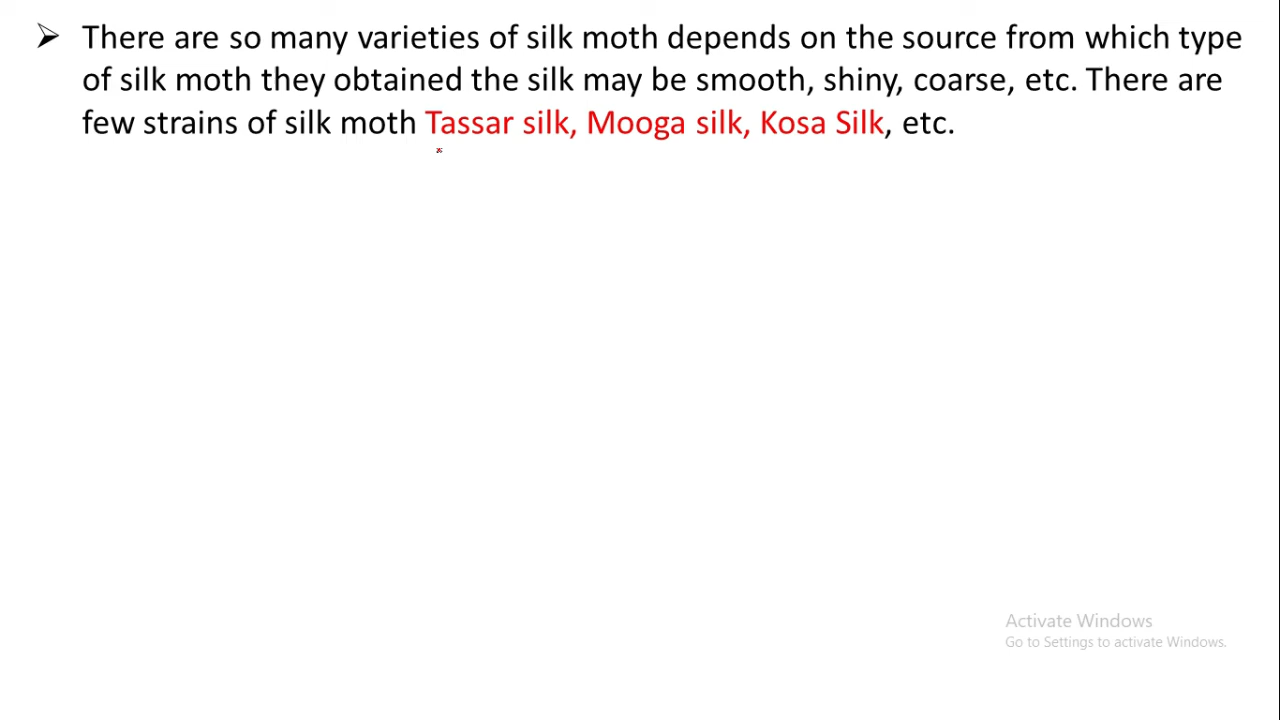 ➢ There are so many varieties of silk moth depends on the source from which type
of silk moth they obtained the silk may be smooth, shiny, coarse, etc. There are
few strains of silk moth Tassar silk, Mooga silk, Kosa Silk, etc.
Activate Windows
Go to Settings to activate Windows.